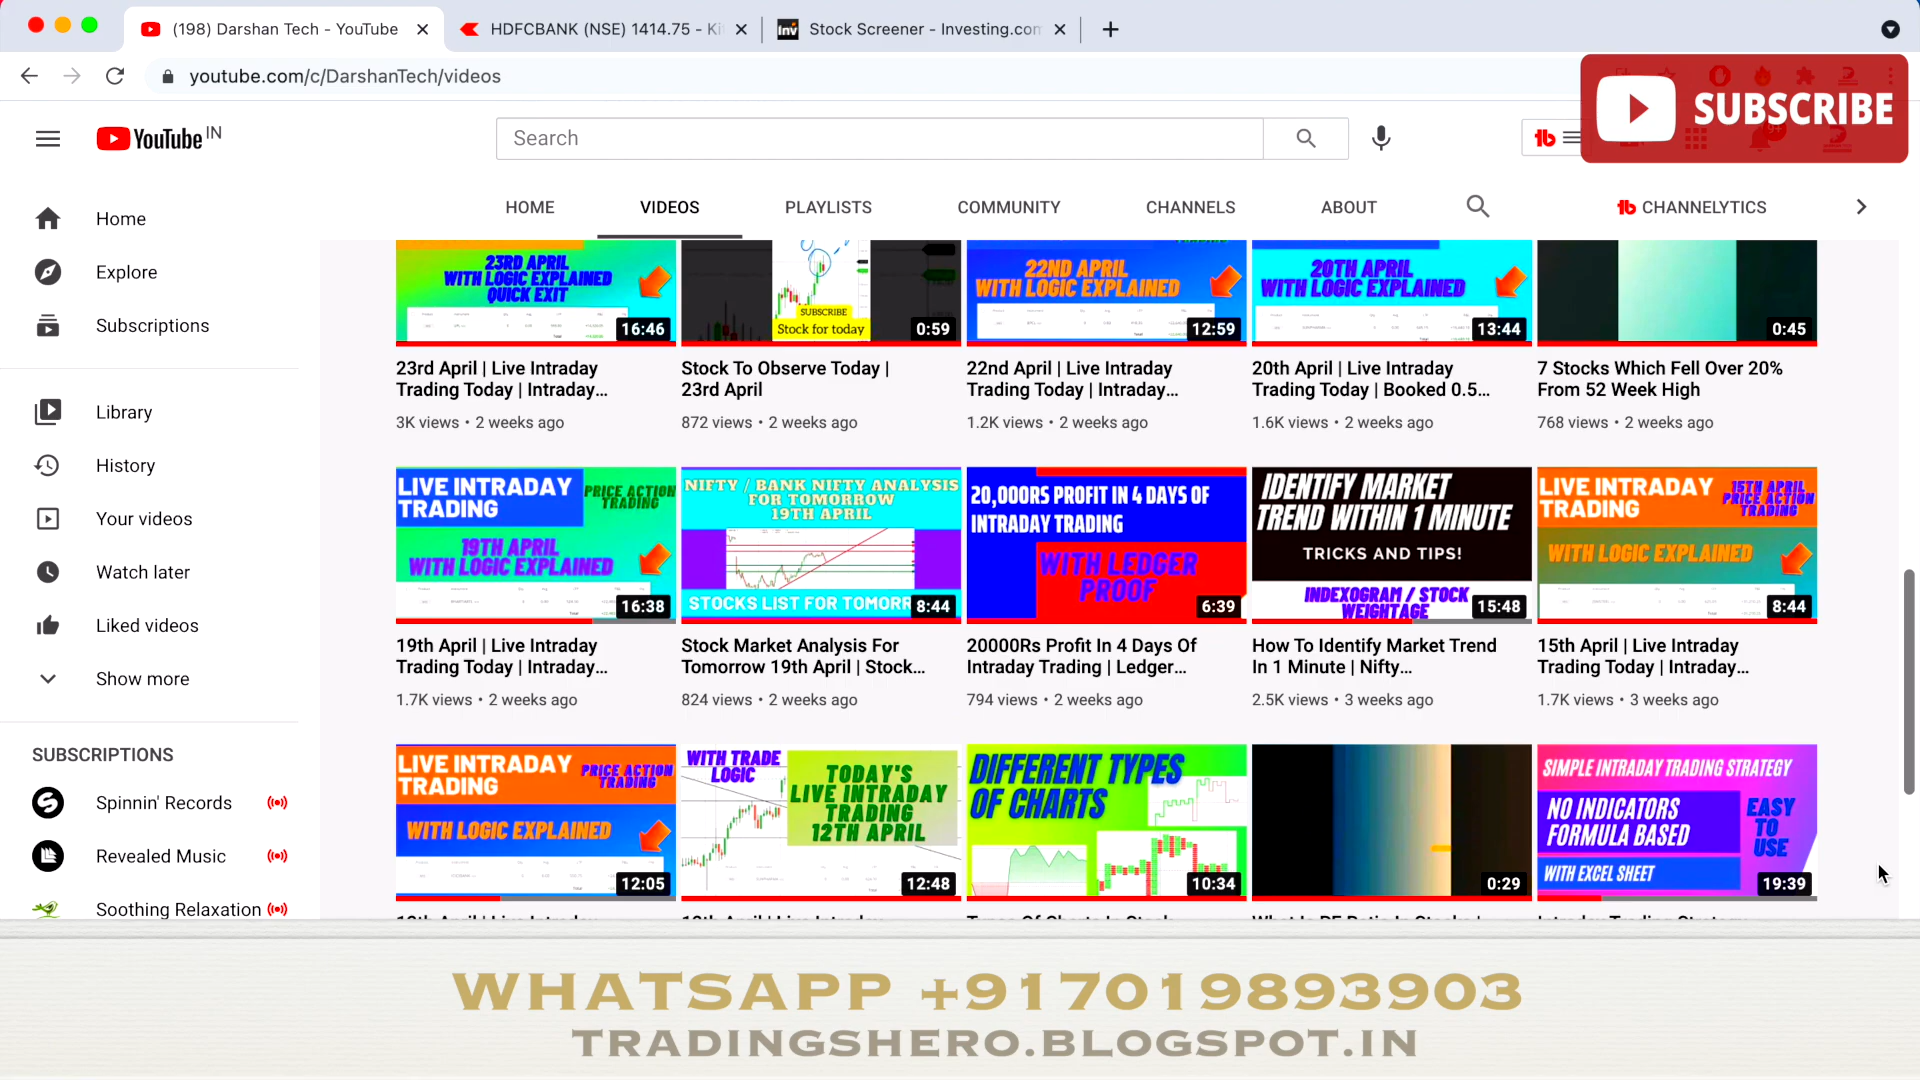 (198) Darshan Tech - YouTube
HDFCBANK (NSE) 1414.75 - Ki
Stock Screener - Investing.com
youtube.com/c/DarshanTech/videos
SUBSCRIBE
YouTube IN
Search
HOME
VIDEOS
PLAYLISTS
COMMUNITY
CHANNELS
ABOUT
CHANNELYTICS
Home
Explore
Subscriptions
Library
History
Your videos
Watch later
Liked videos
Show more
SUBSCRIPTIONS
Spinnin' Records
Revealed Music
Soothing Relaxation
23RD APRIL
WITH LOGIC EXPLAINED
QUICK EXIT
16:46
23rd April | Live Intraday
Trading Today | Intraday...
3K views • 2 weeks ago
SUBSCRIBE
Stock for today
0:59
Stock To Observe Today |
23rd April
872 views • 2 weeks ago
22ND APRIL
WITH LOGIC EXPLAINED
12:59
22nd April | Live Intraday
Trading Today | Intraday...
1.2K views • 2 weeks ago
20TH APRIL
WITH LOGIC EXPLAINED
13:44
20th April | Live Intraday
Trading Today | Booked 0.5...
1.6K views • 2 weeks ago
0:45
7 Stocks Which Fell Over 20%
From 52 Week High
768 views • 2 weeks ago
LIVE INTRADAY
TRADING
PRICE ACTION
TRADING
19TH APRIL
WITH LOGIC EXPLAINED
16:38
19th April | Live Intraday
Trading Today | Intraday...
1.7K views • 2 weeks ago
NIFTY / BANK NIFTY ANALYSIS
FOR TOMORROW
19TH APRIL
STOCKS LIST FOR TOMORR
8:44
Stock Market Analysis For
Tomorrow 19th April | Stock...
824 views • 2 weeks ago
20,000RS PROFIT IN 4 DAYS OF
INTRADAY TRADING
WITH LEDGER
PROOF
6:39
20000Rs Profit In 4 Days Of
Intraday Trading | Ledger...
794 views • 2 weeks ago
IDENTIFY MARKET
TREND WITHIN 1 MINUTE
TRICKS AND TIPS!
INDEXOGRAM / STOCK
WEIGHTAGE
15:48
How To Identify Market Trend
In 1 Minute | Nifty...
2.5K views • 3 weeks ago
LIVE INTRADAY
TRADING
15TH APRIL
PRICE ACTION
TRADING
WITH LOGIC EXPLAINED
8:44
15th April | Live Intraday
Trading Today | Intraday...
1.7K views • 3 weeks ago
LIVE INTRADAY
TRADING
PRICE ACTION
TRADING
WITH LOGIC EXPLAINED
12:05
WITH TRADE
LOGIC
TODAY'S
LIVE INTRADAY
TRADING
12TH APRIL
12:48
DIFFERENT TYPES
OF CHARTS
10:34
0:29
SIMPLE INTRADAY TRADING STRATEGY
NO INDICATORS
FORMULA BASED
EASY
TO
USE
WITH EXCEL SHEET
19:39
WHATSAPP +917019893903
TRADINGSHERO.BLOGSPOT.IN